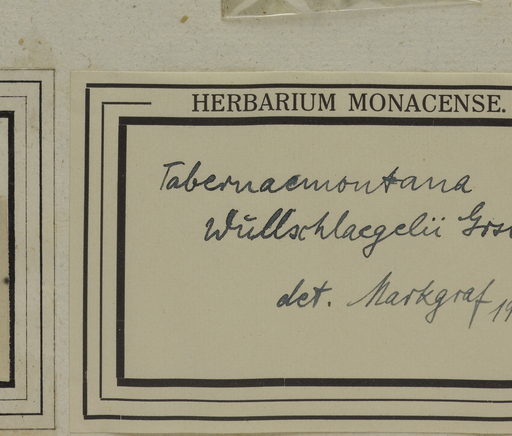 HERBARIUM MONACENSE.
Tabernaemontana
Wullschlaegelii
det. Markgraf